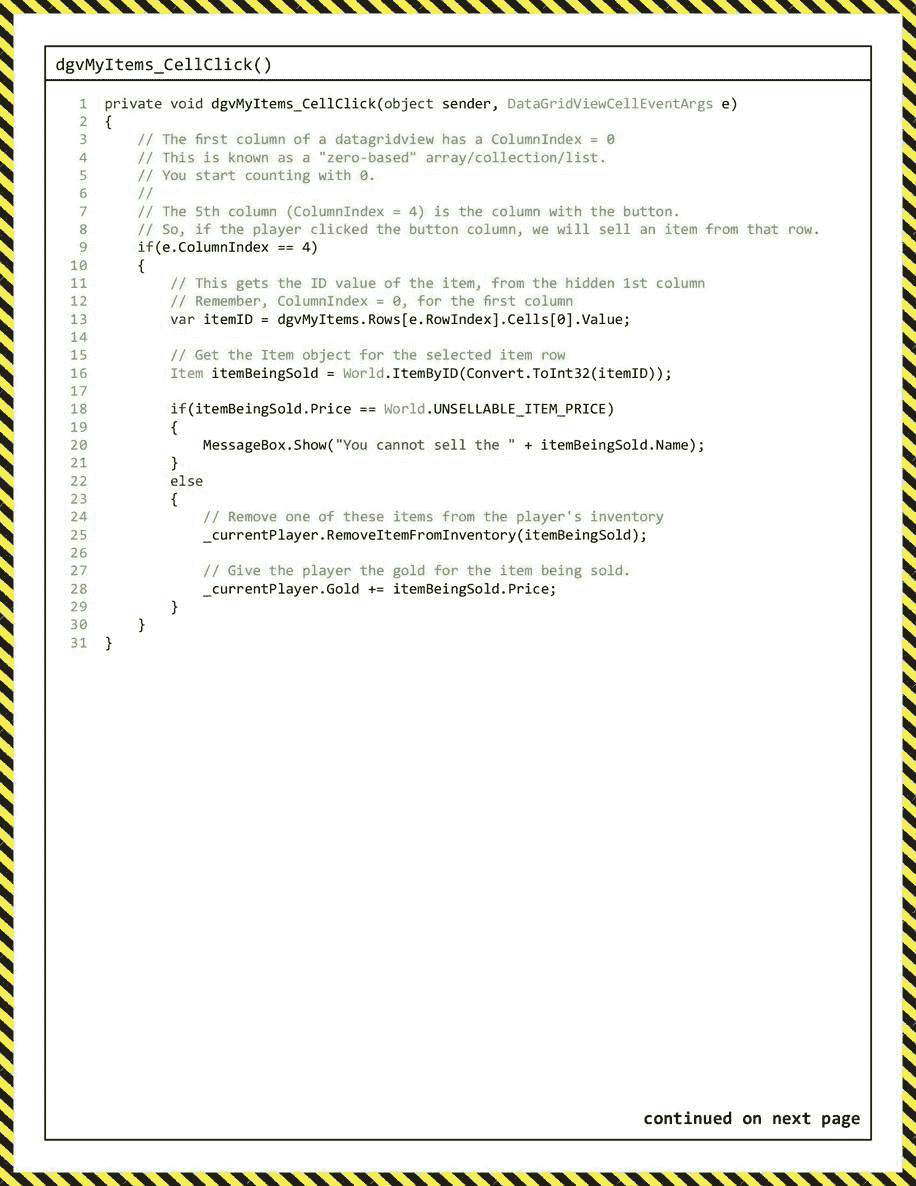 dgvMyItems_CellClick()
1 private void dgvMyItems_CellClick(object sender, DataGridViewCellEventArgs e)
2 {
3     // The first column of a datagridview has a ColumnIndex = 0
4     // This is known as a "zero-based" array/collection/list.
5     // You start counting with 0.
6     //
7     // The 5th column (ColumnIndex = 4) is the column with the button.
8     // So, if the player clicked the button column, we will sell an item from that row.
9     if(e.ColumnIndex == 4)
10     {
11         // This gets the ID value of the item, from the hidden 1st column
12         // Remember, ColumnIndex = 0, for the first column
13         var itemID = dgvMyItems.Rows[e.RowIndex].Cells[0].Value;
14
15         // Get the Item object for the selected item row
16         Item itemBeingSold = World.ItemByID(Convert.ToInt32(itemID));
17
18         if(itemBeingSold.Price == World.UNSELLABLE_ITEM_PRICE)
19         {
20             MessageBox.Show("You cannot sell the " + itemBeingSold.Name);
21         }
22         else
23         {
24             // Remove one of these items from the player's inventory
25             _currentPlayer.RemoveItemFromInventory(itemBeingSold);
26
27             // Give the player the gold for the item being sold.
28             _currentPlayer.Gold += itemBeingSold.Price;
29         }
30     }
31 }
continued on next page